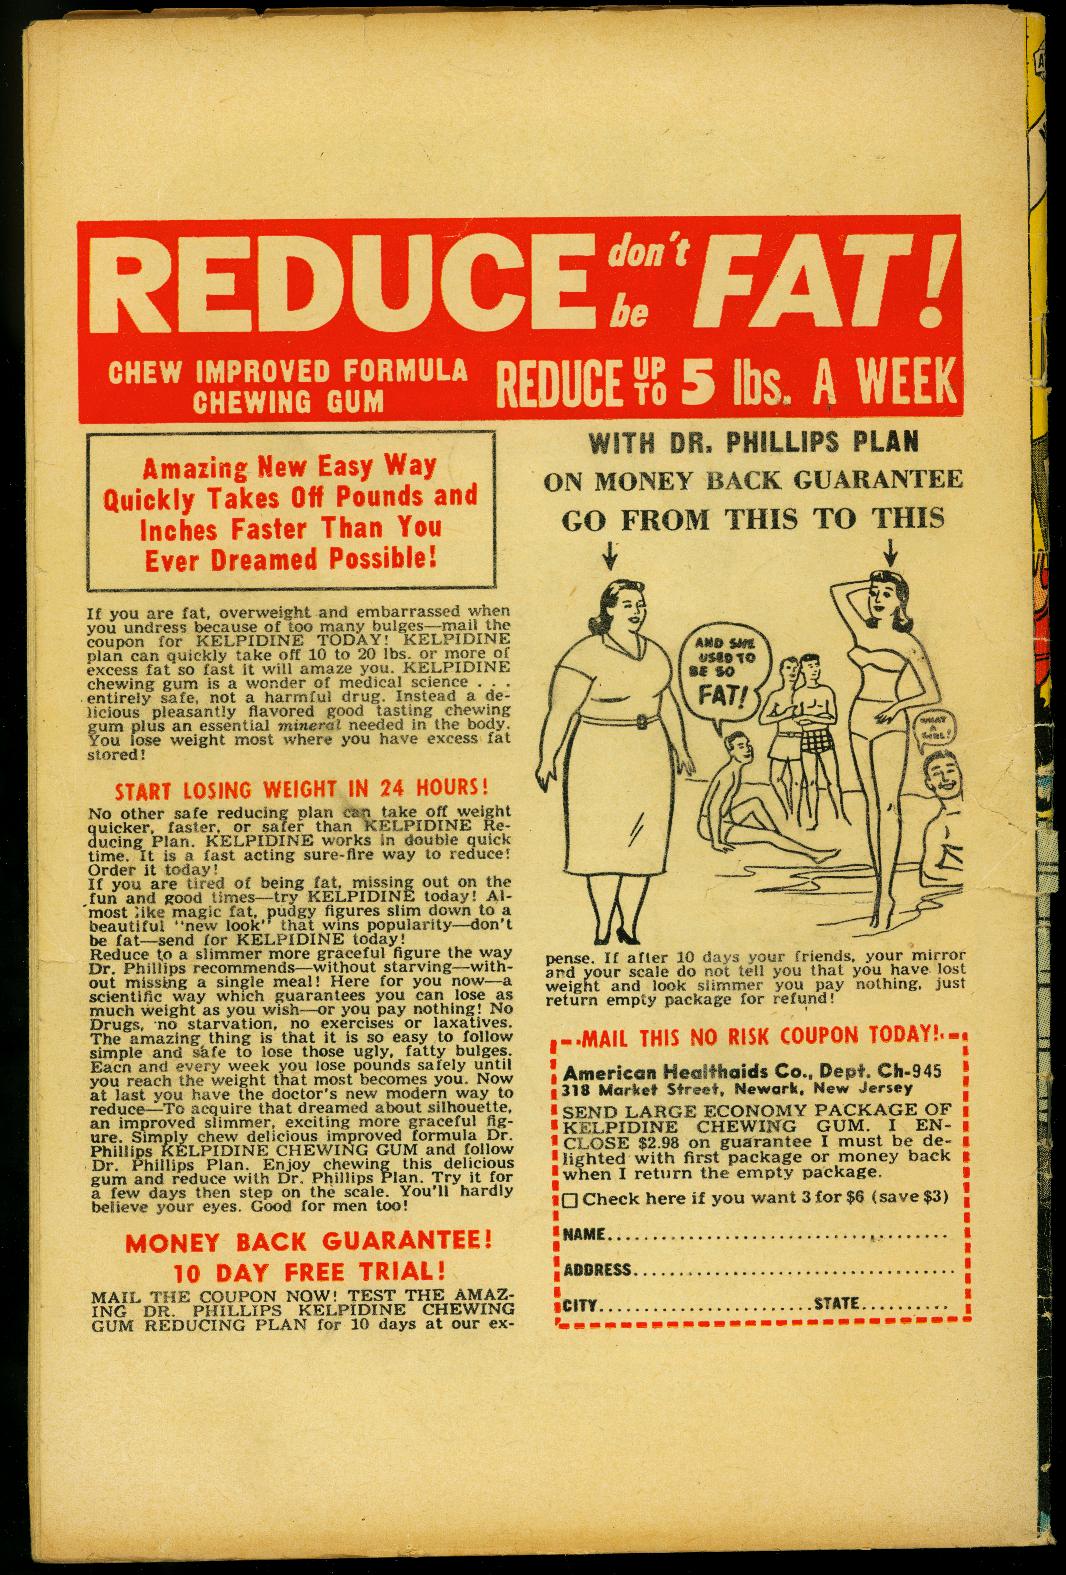 REDUCE don't be FAT!
CHEW IMPROVED FORMULA
CHEWING GUM
REDUCE UP TO 5 lbs. A WEEK
Amazing New Easy Way
Quickly Takes Off Pounds and
Inches Faster Than You
Ever Dreamed Possible!
If you are fat, overweight and embarrassed when
you undress because of too many bulges—mail the
coupon for KELPIDINE TODAY! KELPIDINE
plan can quickly take off 10 to 20 lbs. or more of
excess fat so fast it will amaze you. KELPIDINE
chewing gum is a wonder of medical science . . .
entirely safe, not a harmful drug. Instead a de-
licious pleasantly flavored good tasting chewing
gum plus an essential mineral needed in the body.
You lose weight most where you have excess fat
stored!
START LOSING WEIGHT IN 24 HOURS!
No other safe reducing plan can take off weight
quicker, faster, or safer than KELPIDINE Re-
ducing Plan. KELPIDINE works in double quick
time. It is a fast acting sure-fire way to reduce!
Order it today!
If you are tired of being fat, missing out on the
fun and good times—try KELPIDINE today! Al-
most like magic fat, pudgy figures slim down to a
beautiful "new look" that wins popularity—don't
be fat—send for KELPIDINE today!
Reduce to a slimmer more graceful figure the way
Dr. Phillips recommends—without starving—with-
out missing a single meal! Here for you now—a
scientific way which guarantees you can lose as
much weight as you wish—or you pay nothing! No
Drugs, no starvation, no exercises or laxatives.
The amazing thing is that it is so easy to follow
simple and safe to lose those ugly, fatty bulges.
Each and every week you lose pounds safely until
you reach the weight that most becomes you. Now
at last you have the doctor's new modern way to
reduce—To acquire that dreamed about silhouette,
an improved slimmer, exciting more graceful fig-
ure. Simply chew delicious improved formula Dr.
Phillips KELPIDINE CHEWING GUM and follow
Dr. Phillips Plan. Enjoy chewing this delicious
gum and reduce with Dr. Phillips Plan. Try it for
a few days then step on the scale. You'll hardly
believe your eyes. Good for men too!
MONEY BACK GUARANTEE!
10 DAY FREE TRIAL!
MAIL THE COUPON NOW! TEST THE AMAZ-
ING DR. PHILLIPS KELPIDINE CHEWING
GUM REDUCING PLAN for 10 days at our ex-
WITH DR. PHILLIPS PLAN
ON MONEY BACK GUARANTEE
GO FROM THIS TO THIS
AND SHE
USED TO
BE SO
FAT!
WHAT
A
GIRL!
pense. If after 10 days your friends, your mirror
and your scale do not tell you that you have lost
weight and look slimmer you pay nothing, just
return empty package for refund!
MAIL THIS NO RISK COUPON TODAY!
American Healthaids Co., Dept. Ch-945
318 Market Street, Newark, New Jersey
SEND LARGE ECONOMY PACKAGE OF
KELPIDINE CHEWING GUM. I EN-
CLOSE $2.98 on guarantee I must be de-
lighted with first package or money back
when I return the empty package.
Check here if you want 3 for $6 (save $3)
NAME
ADDRESS
CITY STATE